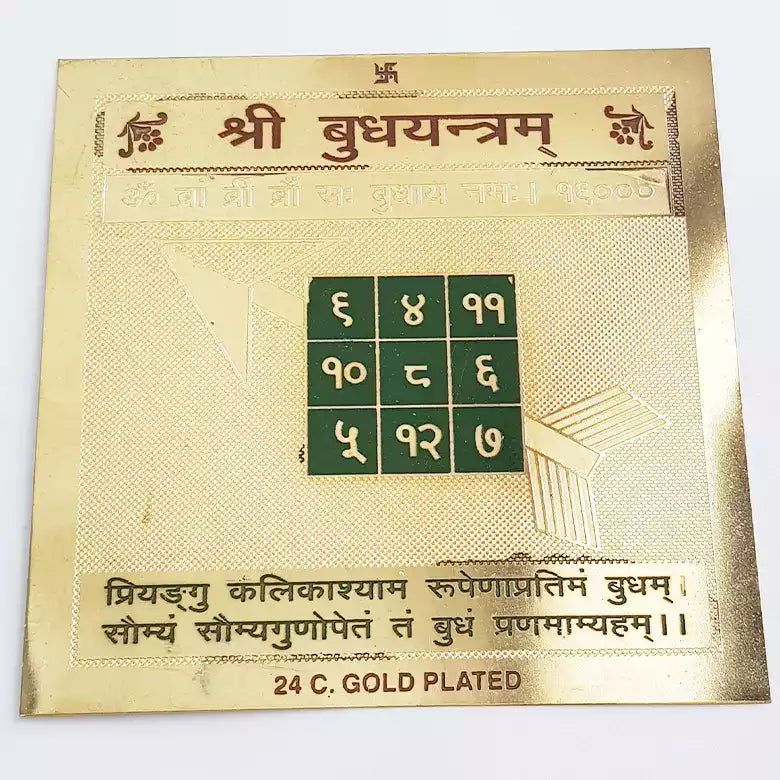 श्री बुधयन्त्रम्
ॐ ब्रां ब्रीं ब्रौं सः बुधाय नमः। १६०००
९ ४ ११
१० ८ ६
५ १२ ७
प्रियङ्गु कलिकाश्याम रूपेणाप्रतिमं बुधम्।
सौम्यं सौम्यगुणोपेतं तं बुधं प्रणमाम्यहम्।।
24 C. GOLD PLATED